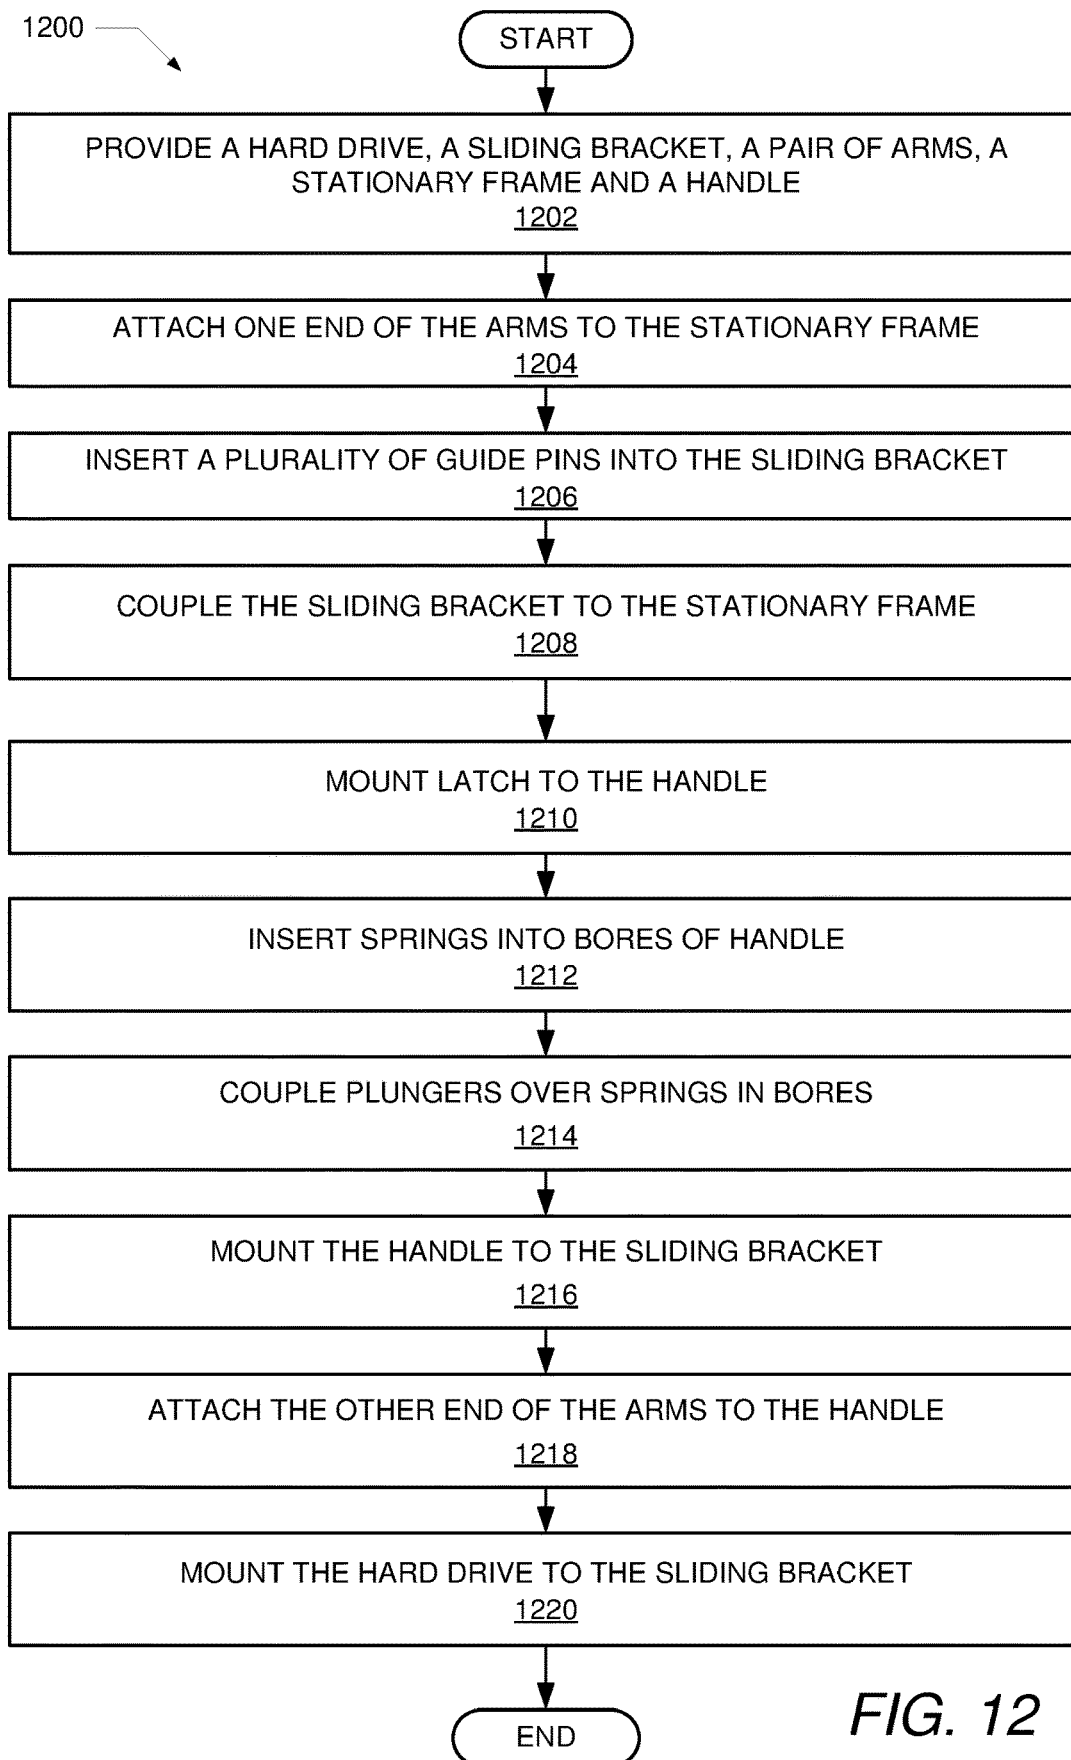 1200
START
PROVIDE A HARD DRIVE, A SLIDING BRACKET, A PAIR OF ARMS, A
STATIONARY FRAME AND A HANDLE
1202
ATTACH ONE END OF THE ARMS TO THE STATIONARY FRAME
1204
INSERT A PLURALITY OF GUIDE PINS INTO THE SLIDING BRACKET
1206
COUPLE THE SLIDING BRACKET TO THE STATIONARY FRAME
1208
MOUNT LATCH TO THE HANDLE
1210
INSERT SPRINGS INTO BORES OF HANDLE
1212
COUPLE PLUNGERS OVER SPRINGS IN BORES
1214
MOUNT THE HANDLE TO THE SLIDING BRACKET
1216
ATTACH THE OTHER END OF THE ARMS TO THE HANDLE
1218
MOUNT THE HARD DRIVE TO THE SLIDING BRACKET
1220
END
FIG. 12